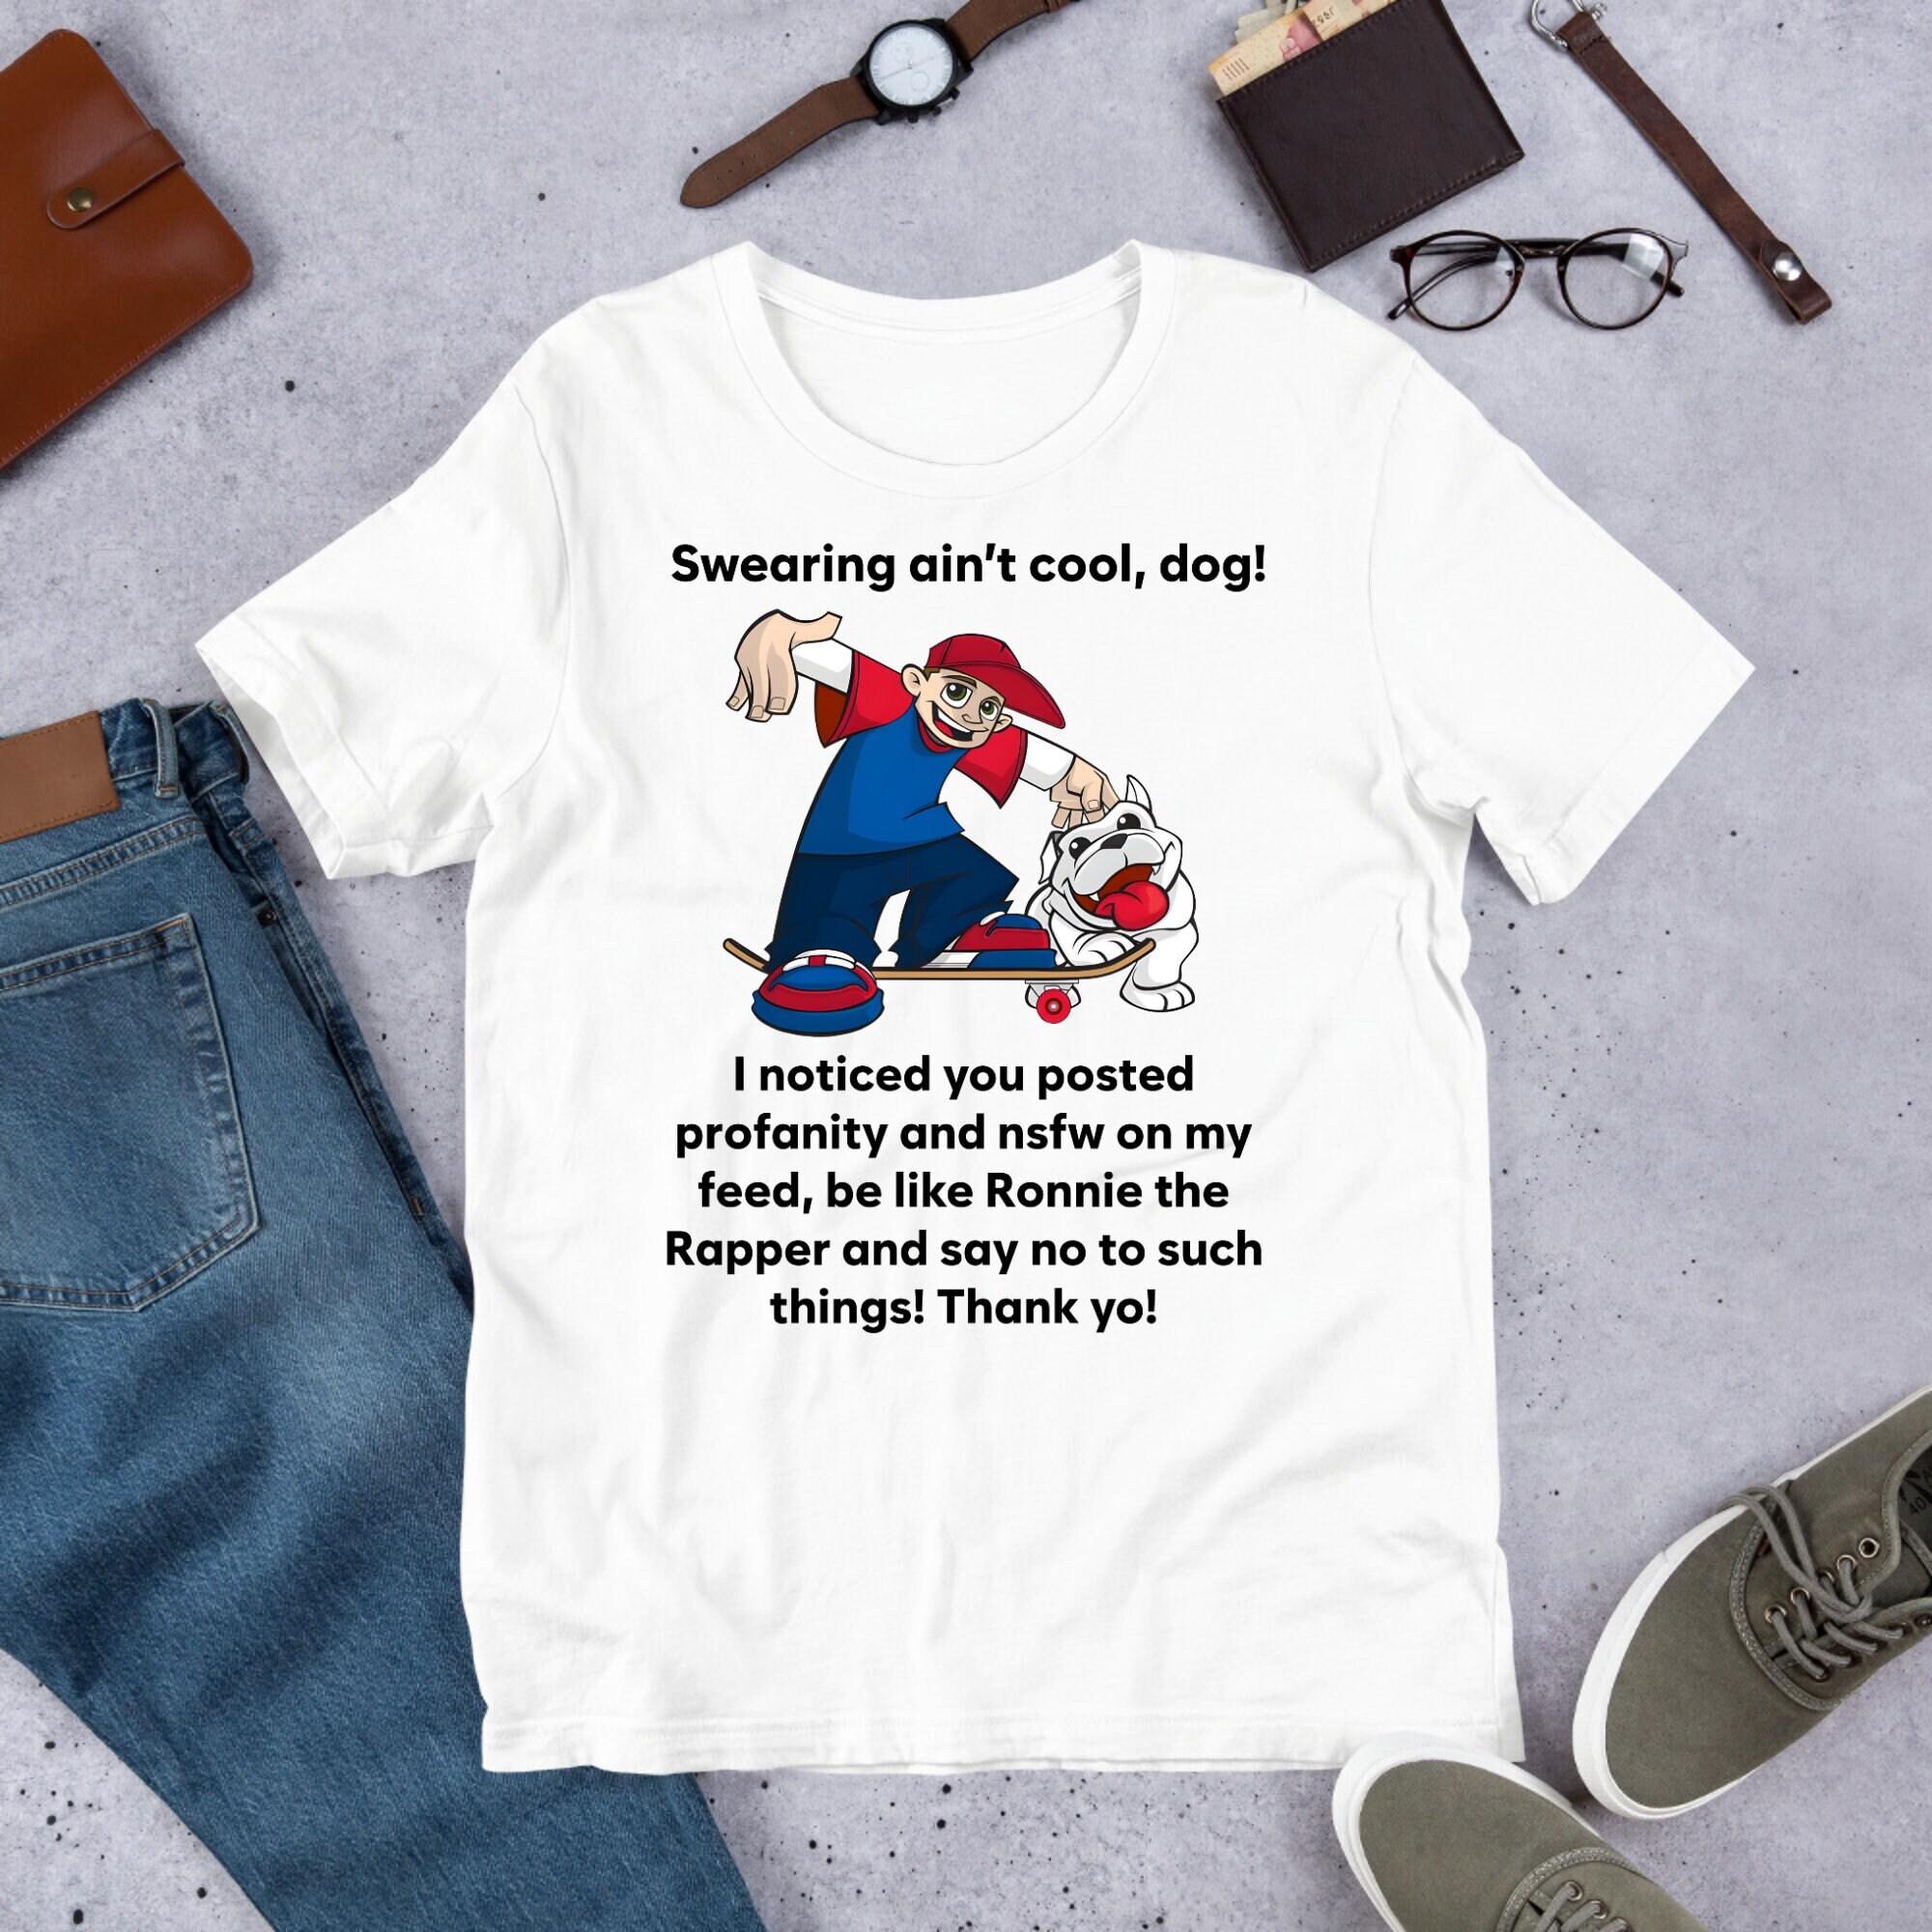 Swearing ain't cool, dog!
I noticed you posted
profanity and nsfw on my
feed, be like Ronnie the
Rapper and say no to such
things! Thank yo!